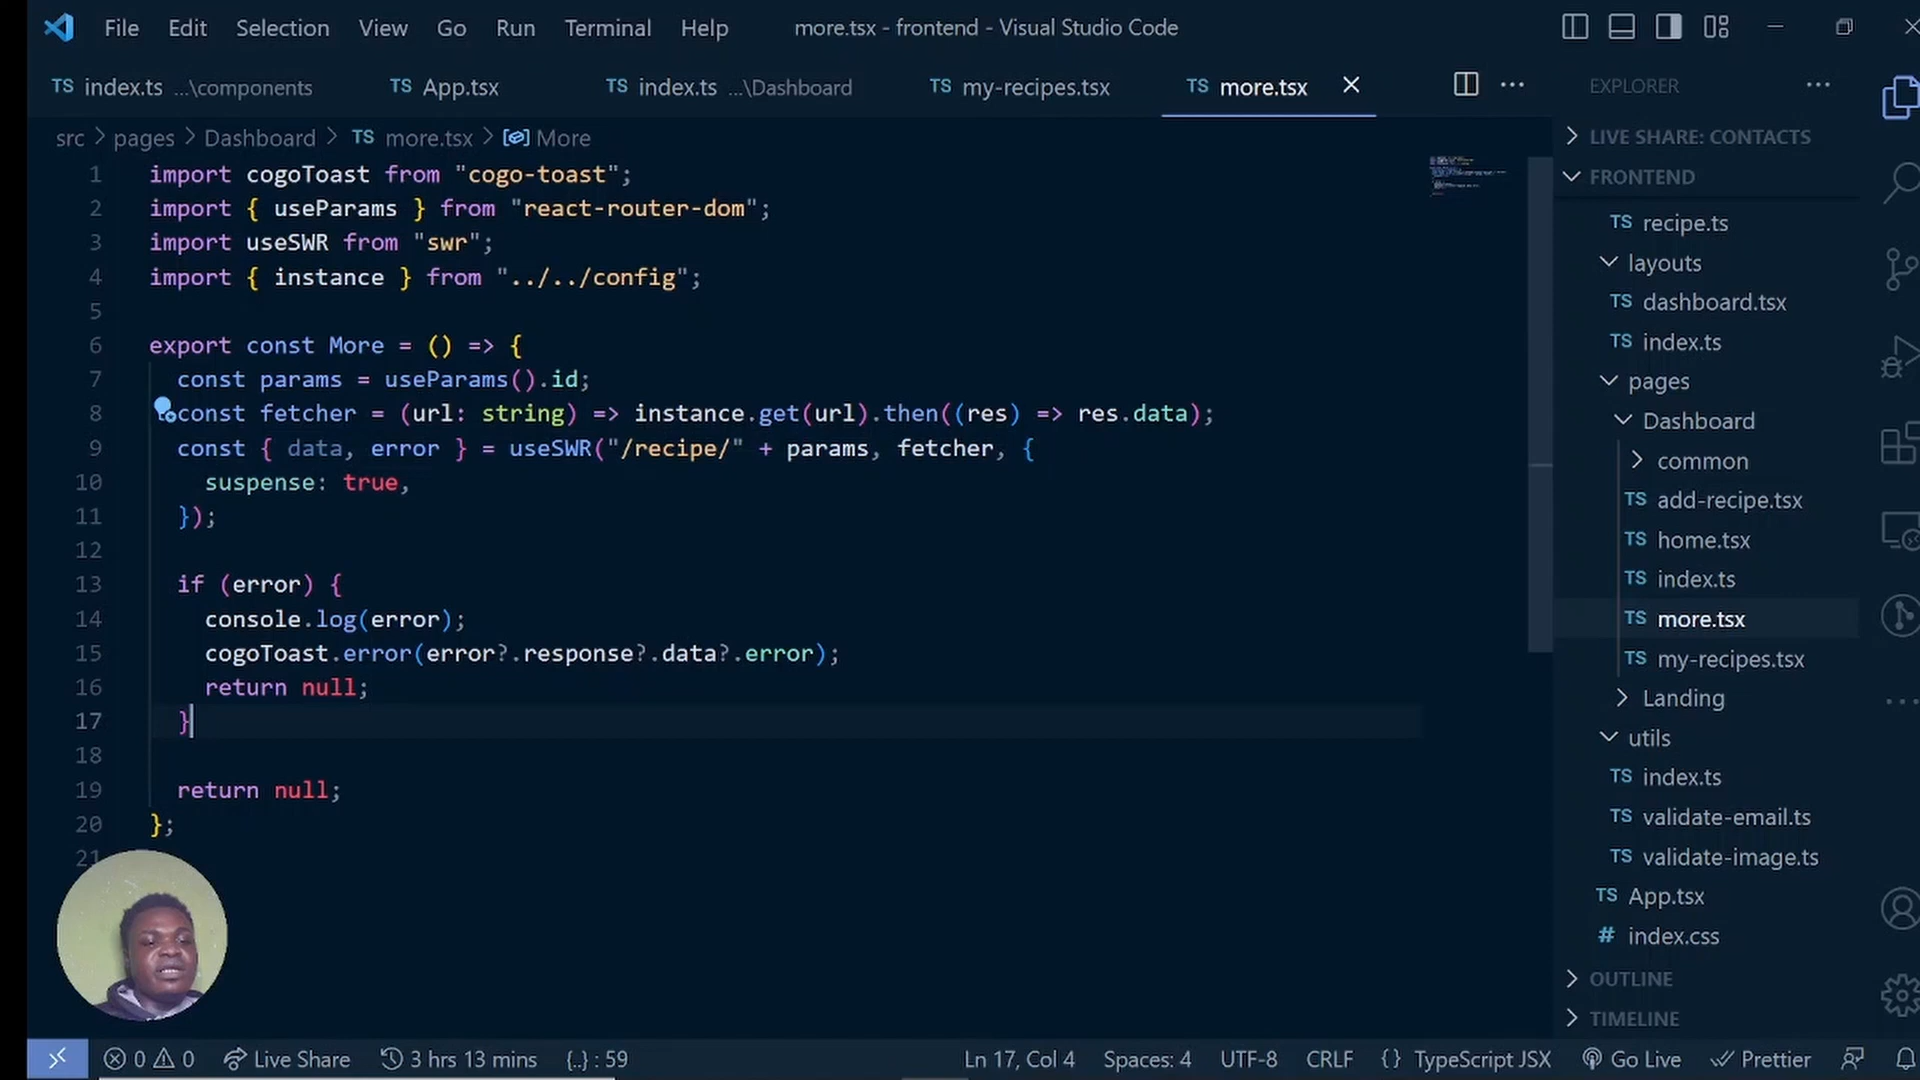 File Edit Selection View Go Run Terminal Help more.tsx - frontend - Visual Studio Code
TS index.ts ...\components TS App.tsx TS index.ts ...\Dashboard TS my-recipes.tsx TS more.tsx
src > pages > Dashboard > TS more.tsx > More
1 import cogoToast from "cogo-toast";
2 import { useParams } from "react-router-dom";
3 import useSWR from "swr";
4 import { instance } from "../../config";
5
6 export const More = () => {
7 const params = useParams().id;
8 const fetcher = (url: string) => instance.get(url).then((res) => res.data);
9 const { data, error } = useSWR("/recipe/" + params, fetcher, {
10 suspense: true,
11 });
12
13 if (error) {
14 console.log(error);
15 cogoToast.error(error?.response?.data?.error);
16 return null;
17 }
18
19 return null;
20 };
21
EXPLORER
LIVE SHARE: CONTACTS
FRONTEND
TS recipe.ts
layouts
TS dashboard.tsx
TS index.ts
pages
Dashboard
common
TS add-recipe.tsx
TS home.tsx
TS index.ts
TS more.tsx
TS my-recipes.tsx
Landing
utils
TS index.ts
TS validate-email.ts
TS validate-image.ts
TS App.tsx
# index.css
OUTLINE
TIMELINE
0 0 Live Share 3 hrs 13 mins {..} : 59 Ln 17, Col 4 Spaces: 4 UTF-8 CRLF {} TypeScript JSX Go Live Prettier